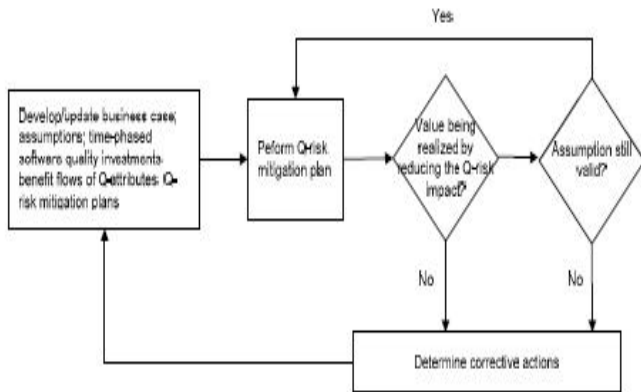 Yes
Develop/update business case;
assumptions; time-phased
software quality investments
benefit flows of Q-attributes; Q-
risk mitigation plans
Peform Q-risk
mitigation plan
Value being
realized by
reducing the Q-risk
impact?
Assumption still
valid?
No
No
Determine corrective actions